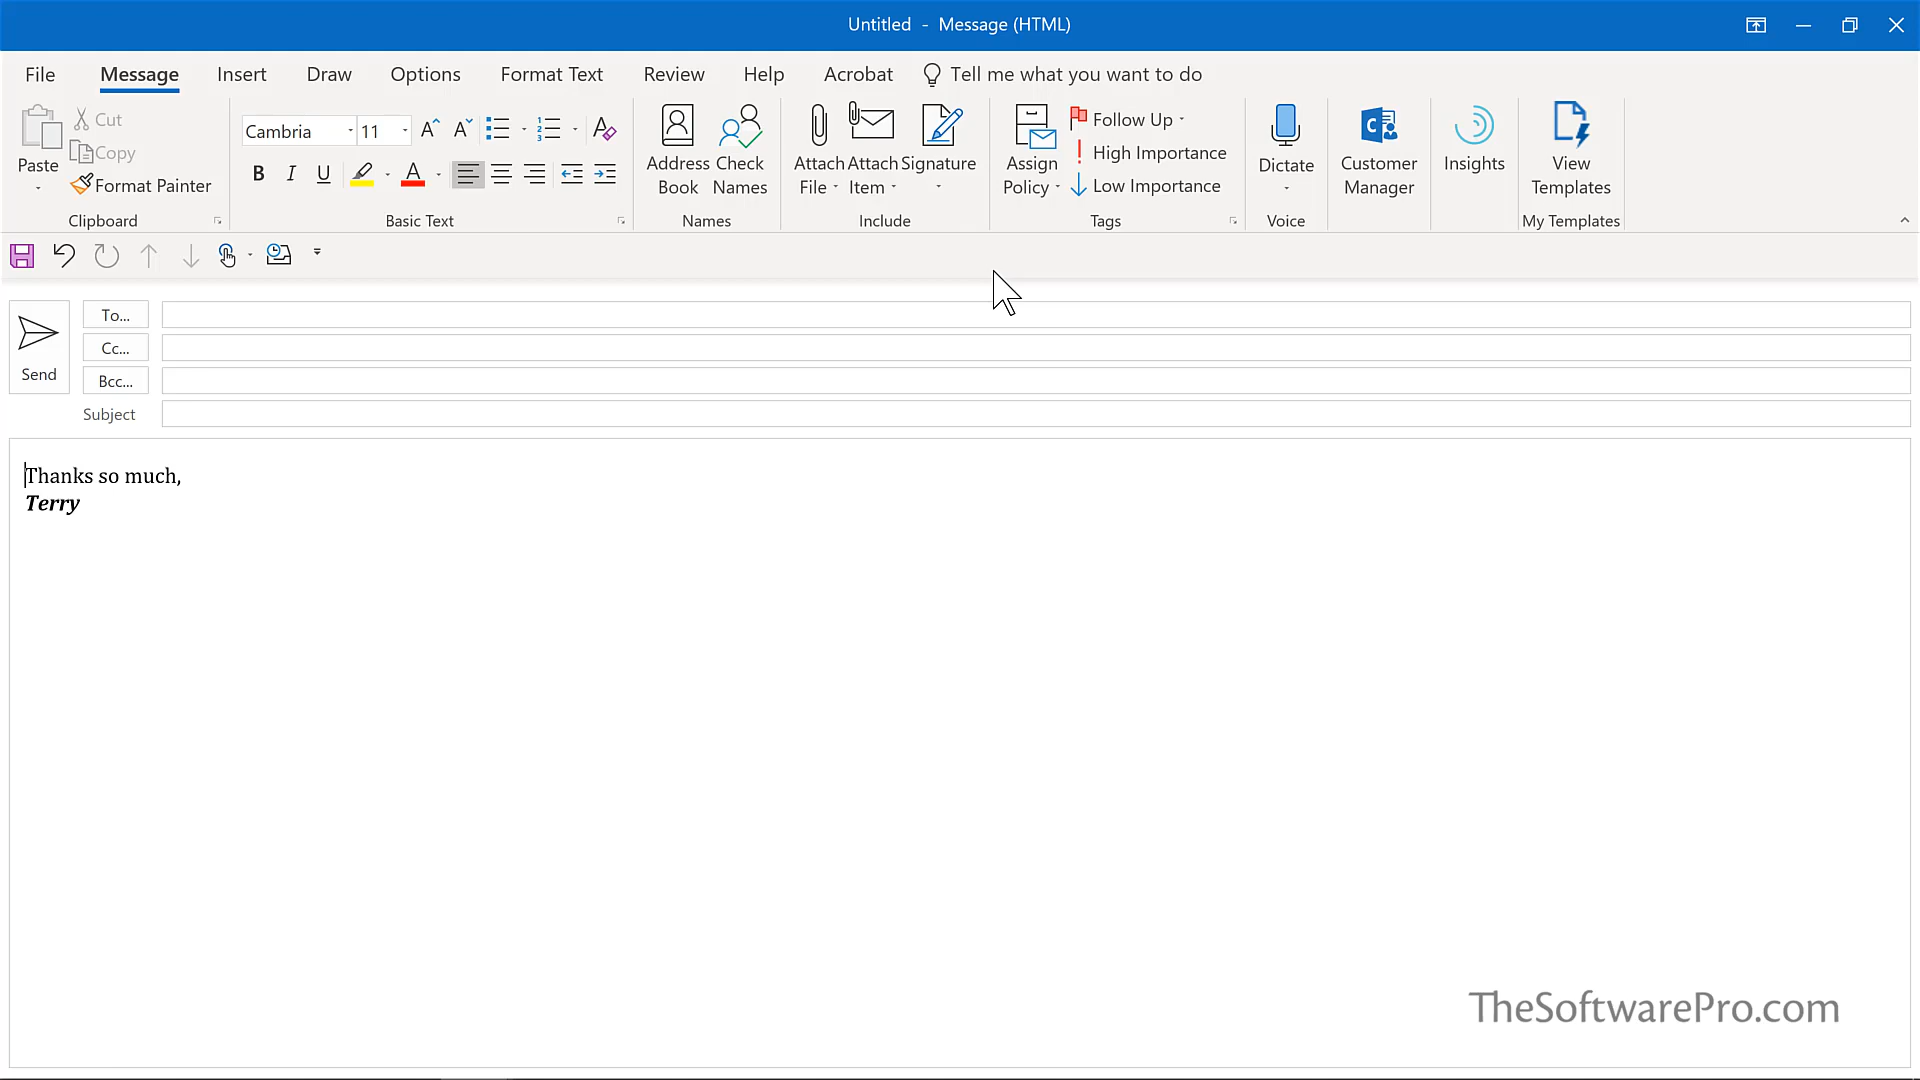 Untitled - Message (HTML)
File Message Insert Draw Options Format Text Review Help Acrobat Tell me what you want to do
Paste
Cut
Copy
Format Painter
Clipboard
Cambria 11
B I U A
Basic Text
Address Book
Check Names
Names
Attach File
Attach Item
Signature
Include
Assign Policy
Follow Up
High Importance
Low Importance
Tags
Dictate
Voice
Customer Manager
Insights
View Templates
My Templates
Send
To...
Cc...
Bcc...
Subject
Thanks so much,
Terry
TheSoftwarePro.com